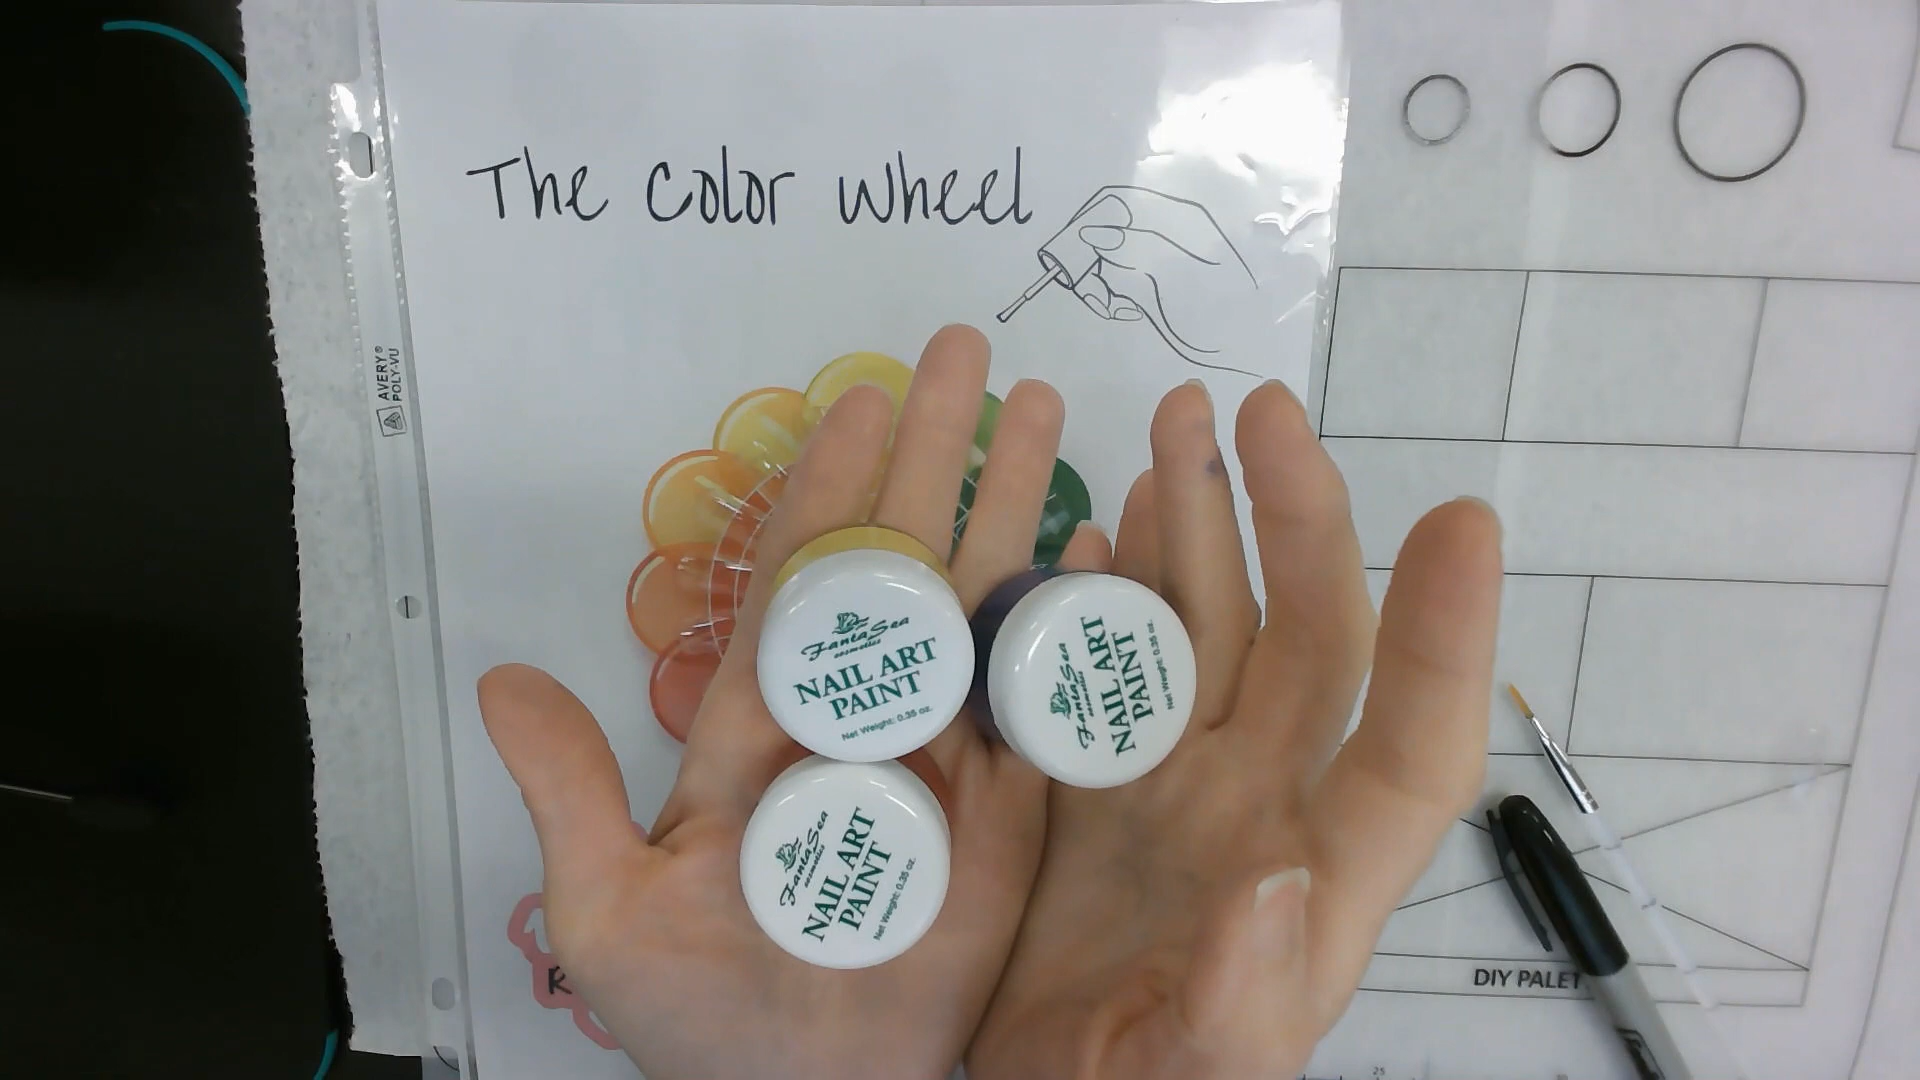 The Color Wheel
AVERY®
POLY-VU
FantaSea
cosmetics
NAIL ART
PAINT
Net Weight: 0.35 oz.
FantaSea
cosmetics
NAIL ART
PAINT
Net Weight: 0.35 oz.
FantaSea
cosmetics
NAIL ART
PAINT
Net Weight: 0.35 oz.
R
DIY PALET
25